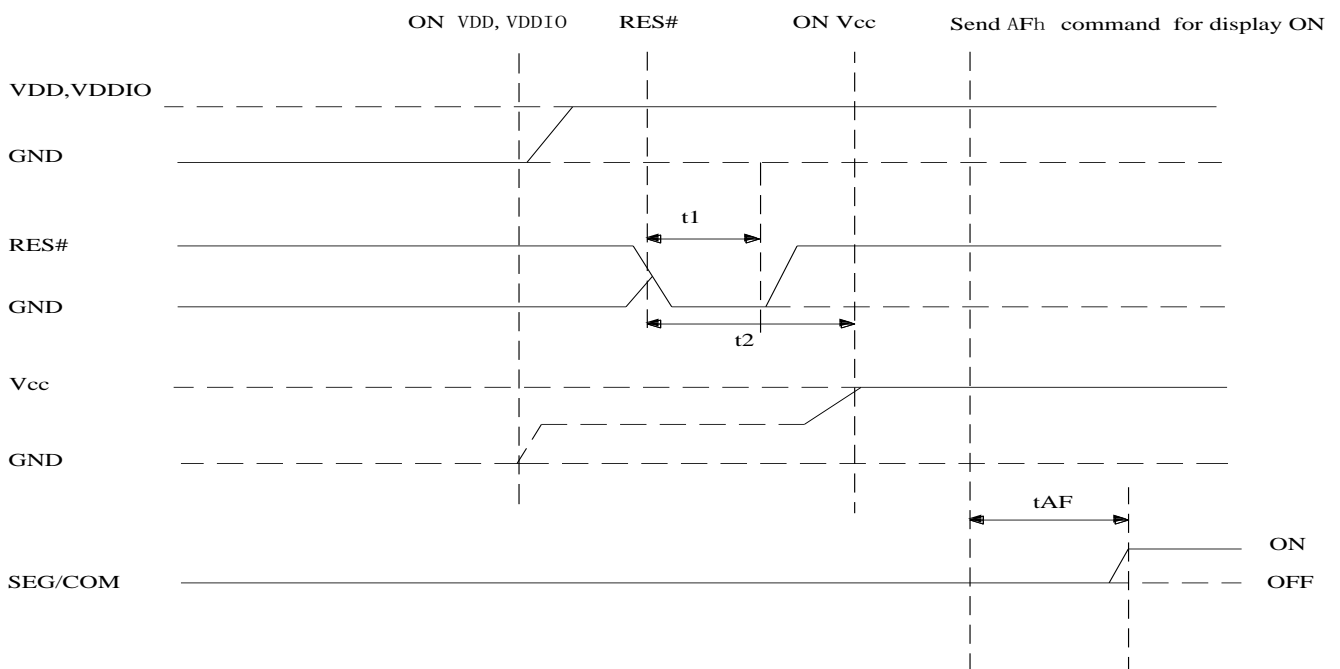 ON VDD, VDDIO RES# ON Vcc Send AFh command for display ON
VDD,VDDIO
GND
t1
RES#
GND
t2
Vcc
GND
tAF
ON
SEG/COM
OFF